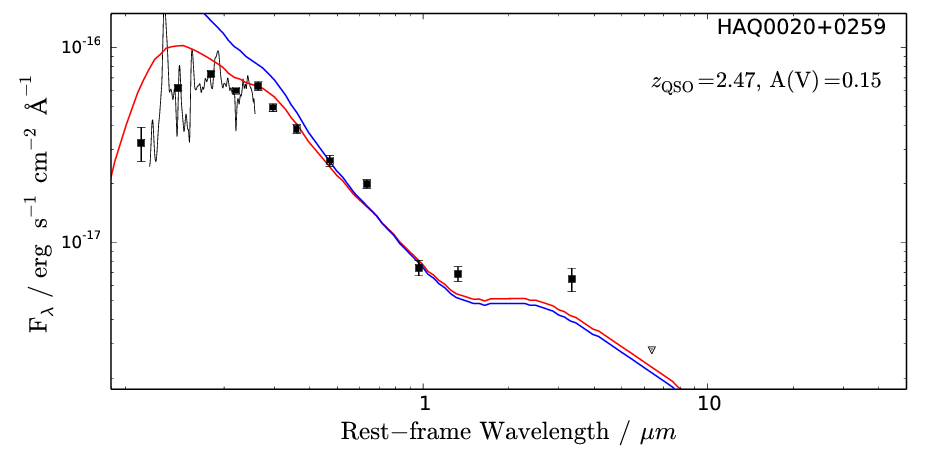 HAQ0020+0259
z_QSO=2.47, A(V)=0.15
10^-16
10^-17
F_λ / erg s^−1 cm^−2 Å^−1
1 10
Rest−frame Wavelength / μm